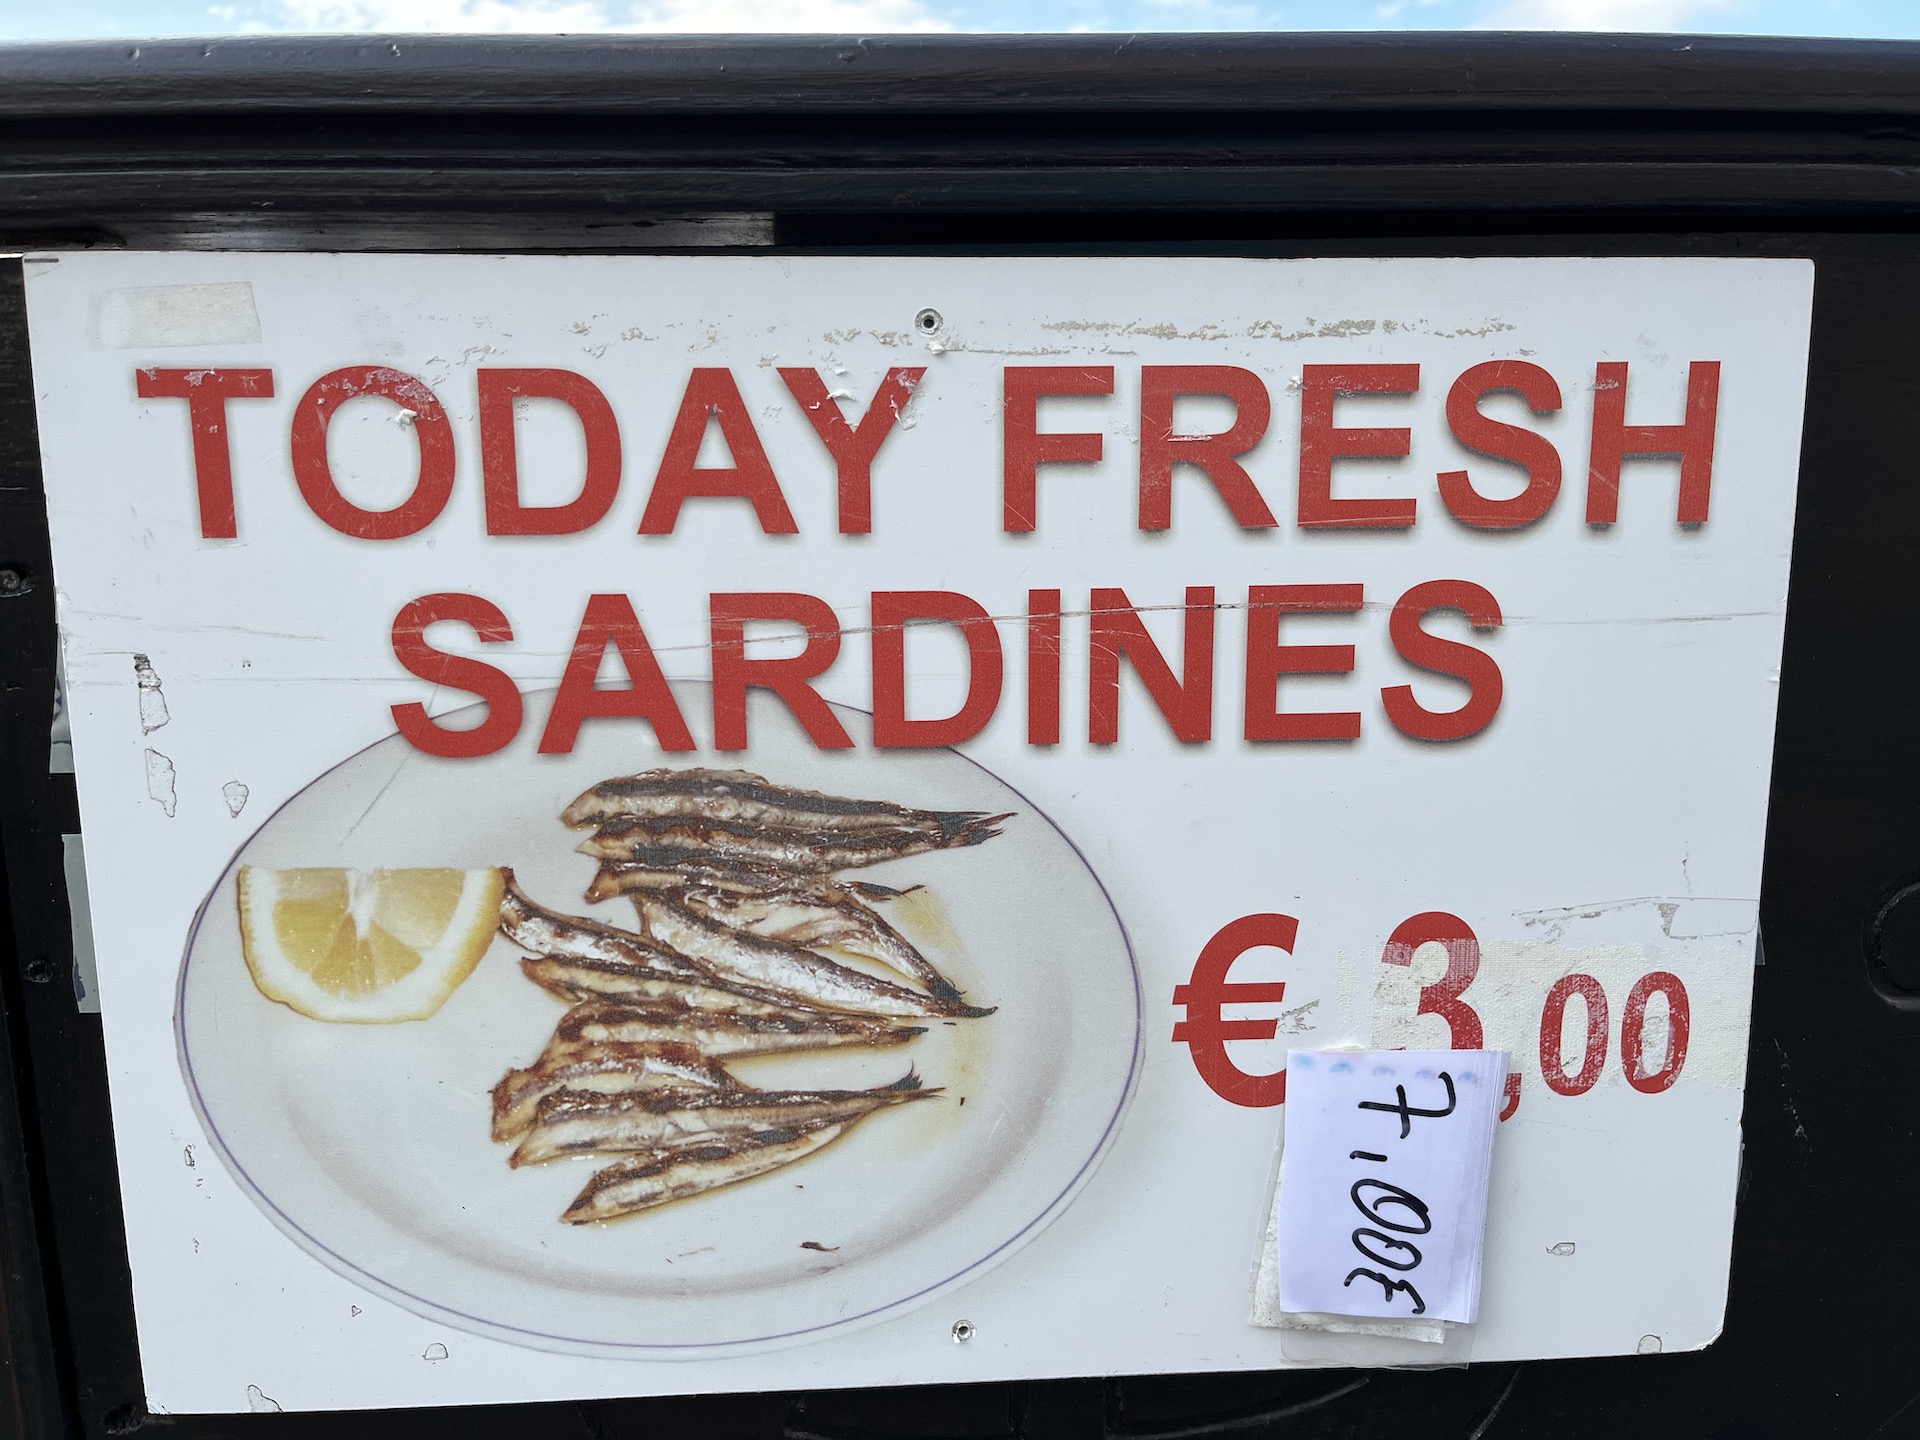 TODAY FRESH
SARDINES
€ 3,00
7,00€